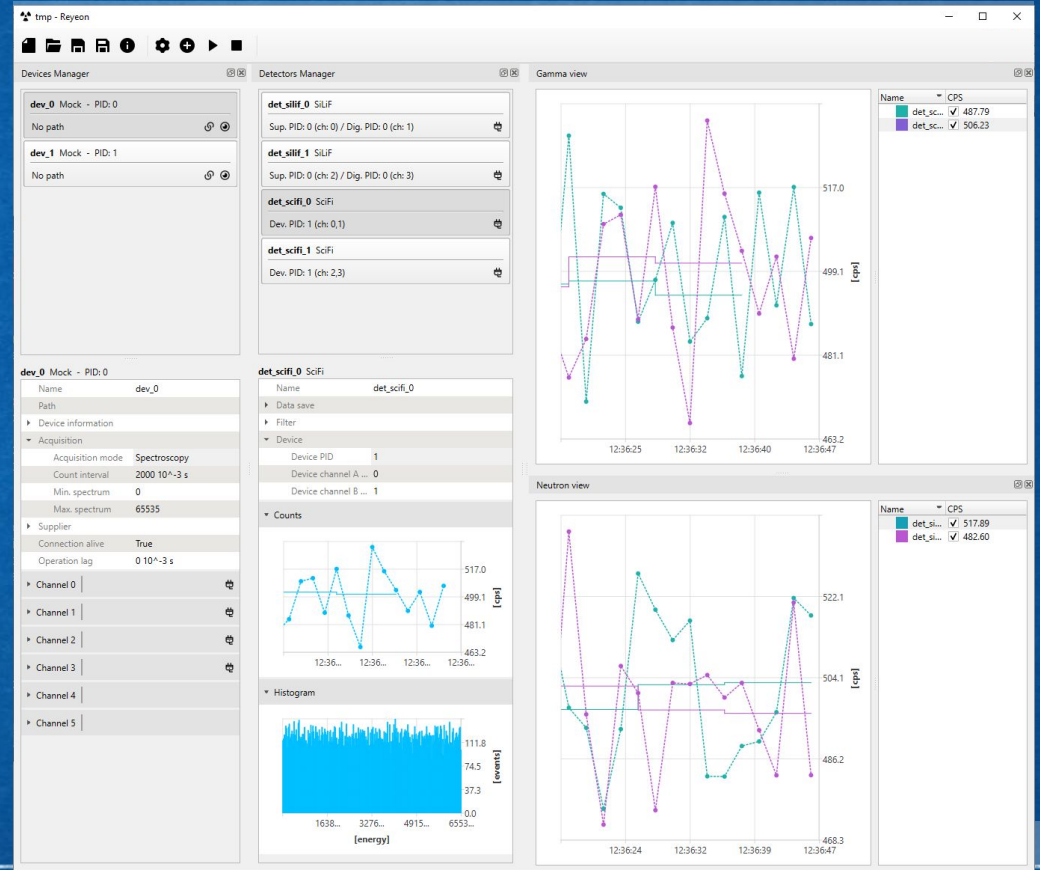 tmp - Reyeon
Devices Manager
dev_0 Mock - PID: 0
No path
dev_1 Mock - PID: 1
No path
Detectors Manager
det_silif_0 SiLiF
Sup. PID: 0 (ch: 0) / Dig. PID: 0 (ch: 1)
det_silif_1 SiLiF
Sup. PID: 0 (ch: 2) / Dig. PID: 0 (ch: 3)
det_scifi_0 SciFi
Dev. PID: 1 (ch: 0,1)
det_scifi_1 SciFi
Dev. PID: 1 (ch: 2,3)
dev_0 Mock - PID: 0
Name dev_0
Path
Device information
Acquisition
Acquisition mode Spectroscopy
Count interval 2000 10^-3 s
Min. spectrum 0
Max. spectrum 65535
Supplier
Connection alive True
Operation lag 0 10^-3 s
Channel 0
Channel 1
Channel 2
Channel 3
Channel 4
Channel 5
det_scifi_0 SciFi
Name det_scifi_0
Data save
Filter
Device
Device PID 1
Device channel A ... 0
Device channel B ... 1
Counts
517.0
499.1
481.1
463.2
[cps]
12:36... 12:36... 12:36... 12:36...
Histogram
111.8
74.5
37.3
0.0
[events]
1638... 3276... 4915... 6553...
[energy]
Gamma view
517.0
499.1
481.1
463.2
[cps]
12:36:25 12:36:32 12:36:40 12:36:47
Name CPS
det_sc... 487.79
det_sc... 506.23
Neutron view
522.1
504.1
486.2
468.3
[cps]
12:36:24 12:36:32 12:36:39 12:36:47
Name CPS
det_si... 517.89
det_si... 482.60